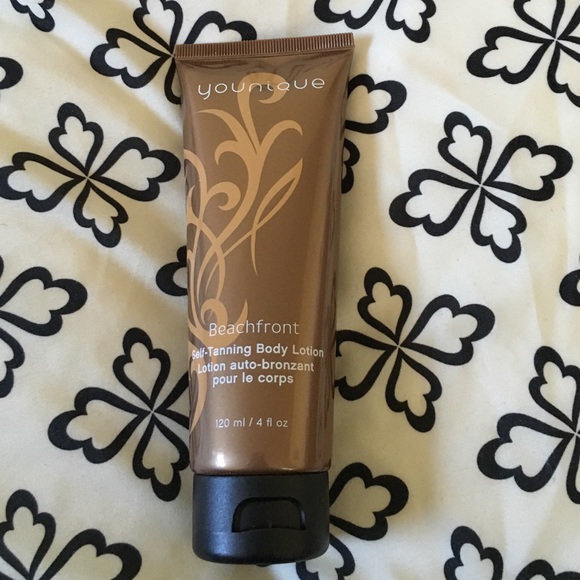 younique
Beachfront
Self-Tanning Body Lotion
Lotion auto-bronzant
pour le corps
120 ml / 4 fl oz